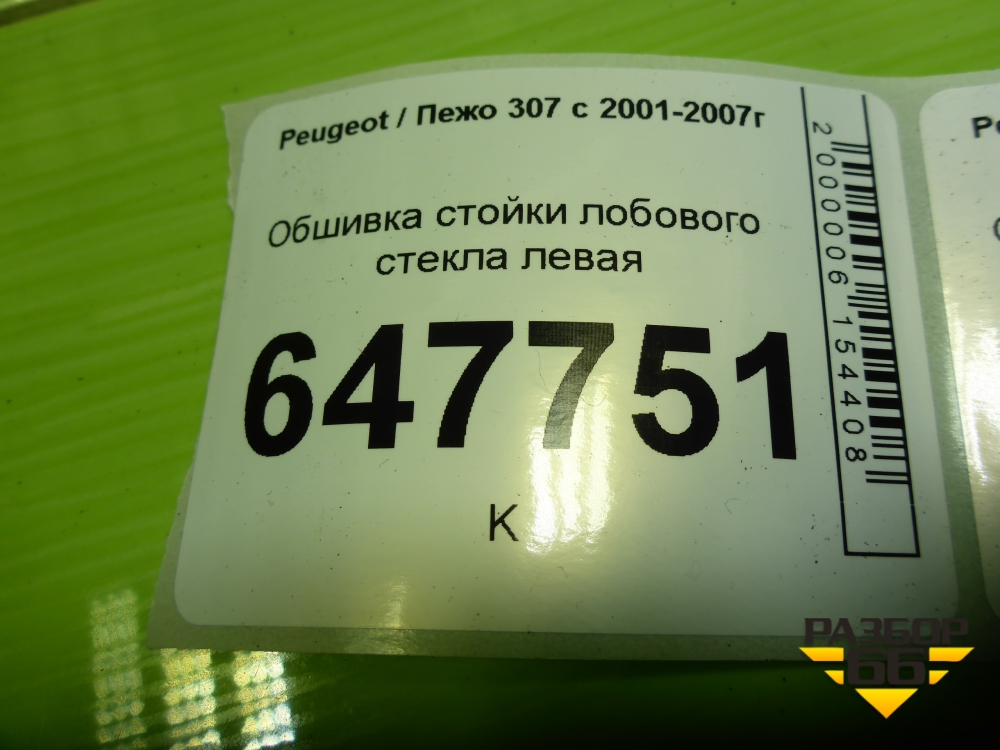 Peugeot / Пежо 307 с 2001-2007г
Обшивка стойки лобового
стекла левая
647751
К
2000006154408
РАЗБОР
66